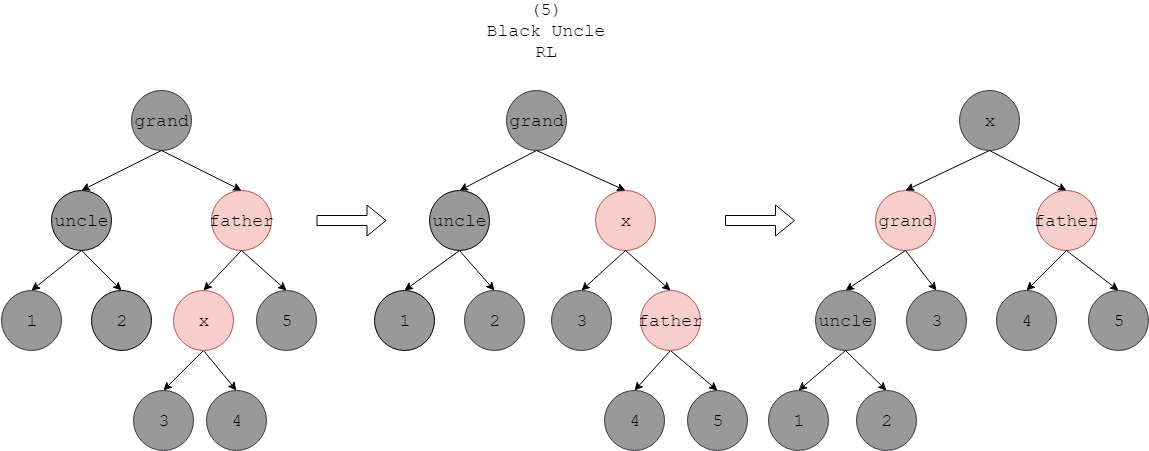 (5)
Black Uncle
RL
grand
grand
x
uncle
father
uncle
x
grand
father
1
2
x
5
1
2
3
father
uncle
3
4
5
3
4
4
5
1
2